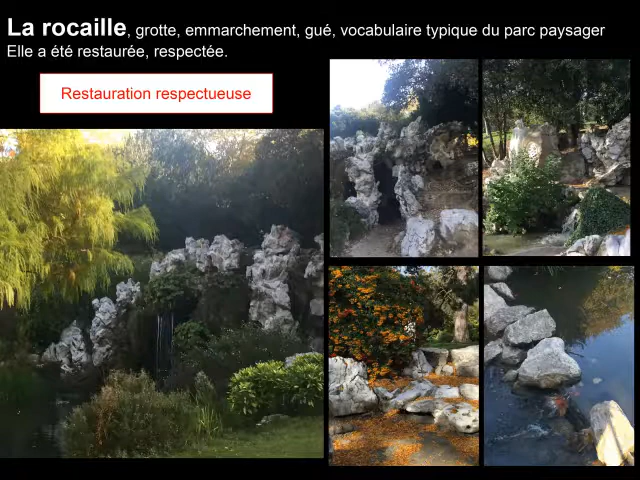 La rocaille, grotte, emmarchement, gué, vocabulaire typique du parc paysager
Elle a été restaurée, respectée.
Restauration respectueuse